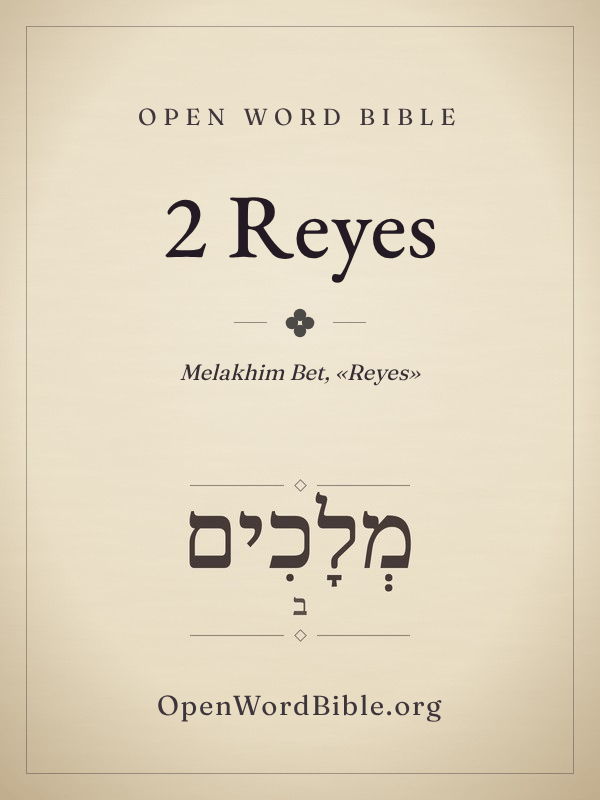 OPEN WORD BIBLE
2 Reyes
Melakhim Bet, «Reyes»
מְלָכִים
ב
OpenWordBible.org